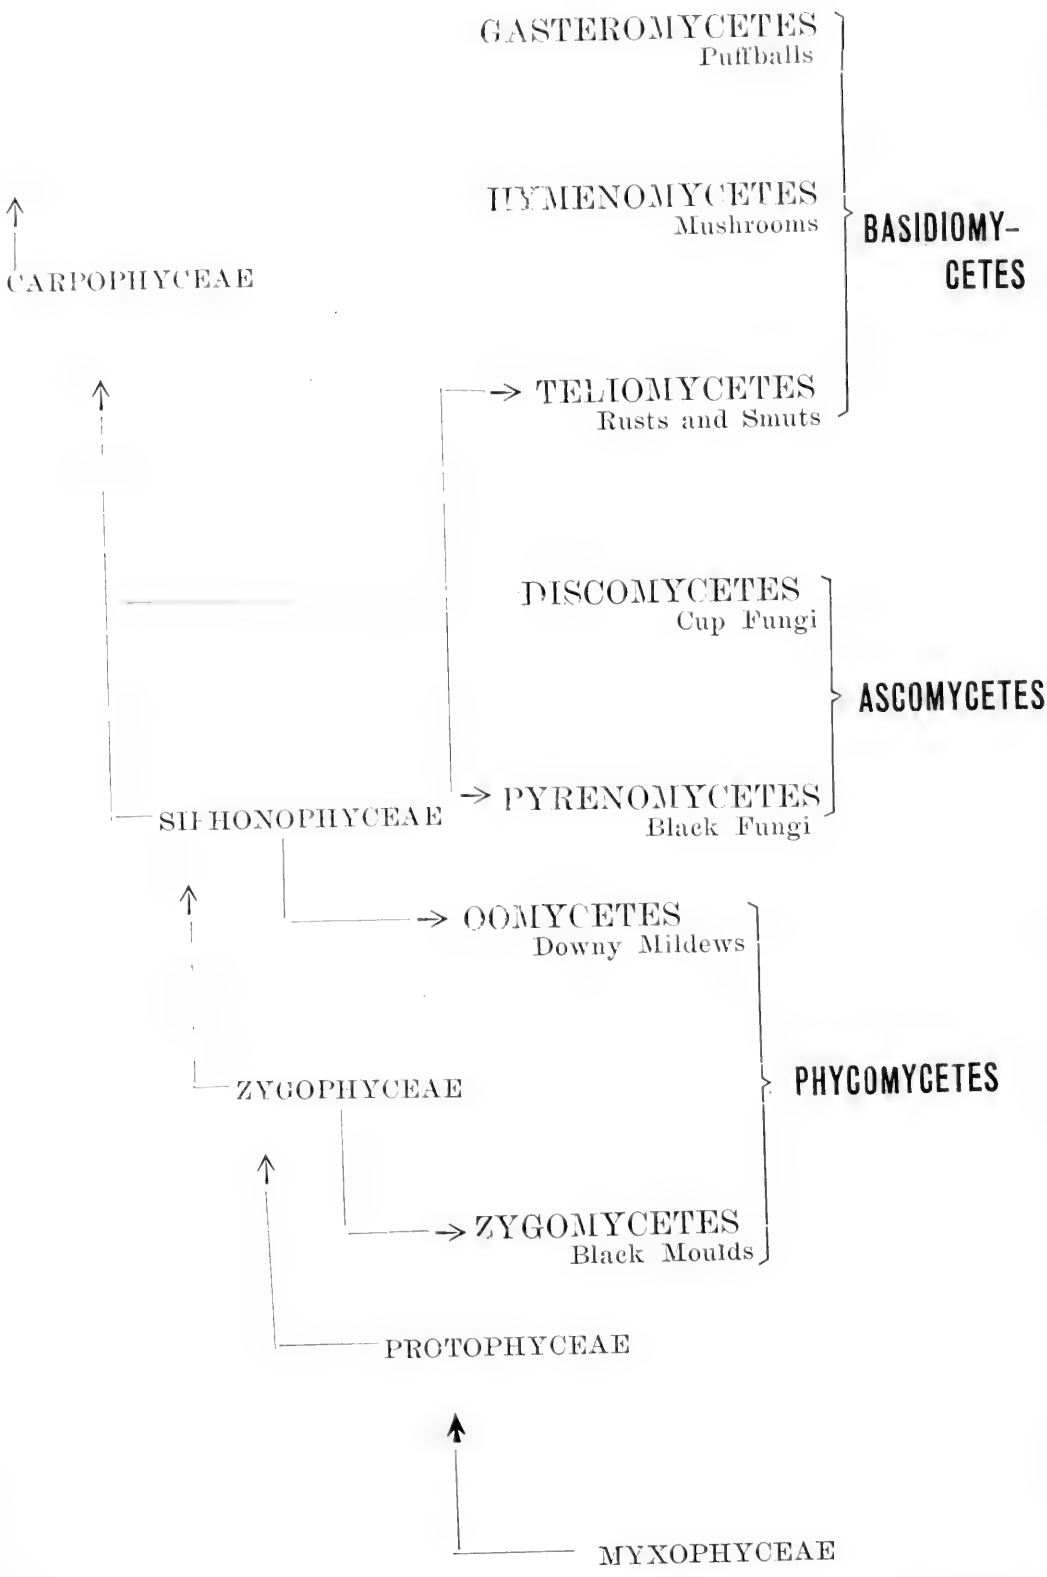 GASTEROMYCETES
Puffballs
HYMENOMYCETES
Mushrooms
BASIDIOMY-
CETES
CARPOPHYCEAE
TELIOMYCETES
Rusts and Smuts
DISCOMYCETES
Cup Fungi
ASCOMYCETES
PYRENOMYCETES
Black Fungi
SIPHONOPHYCEAE
OOMYCETES
Downy Mildews
PHYCOMYCETES
ZYGOPHYCEAE
ZYGOMYCETES
Black Moulds
PROTOPHYCEAE
MYXOPHYCEAE